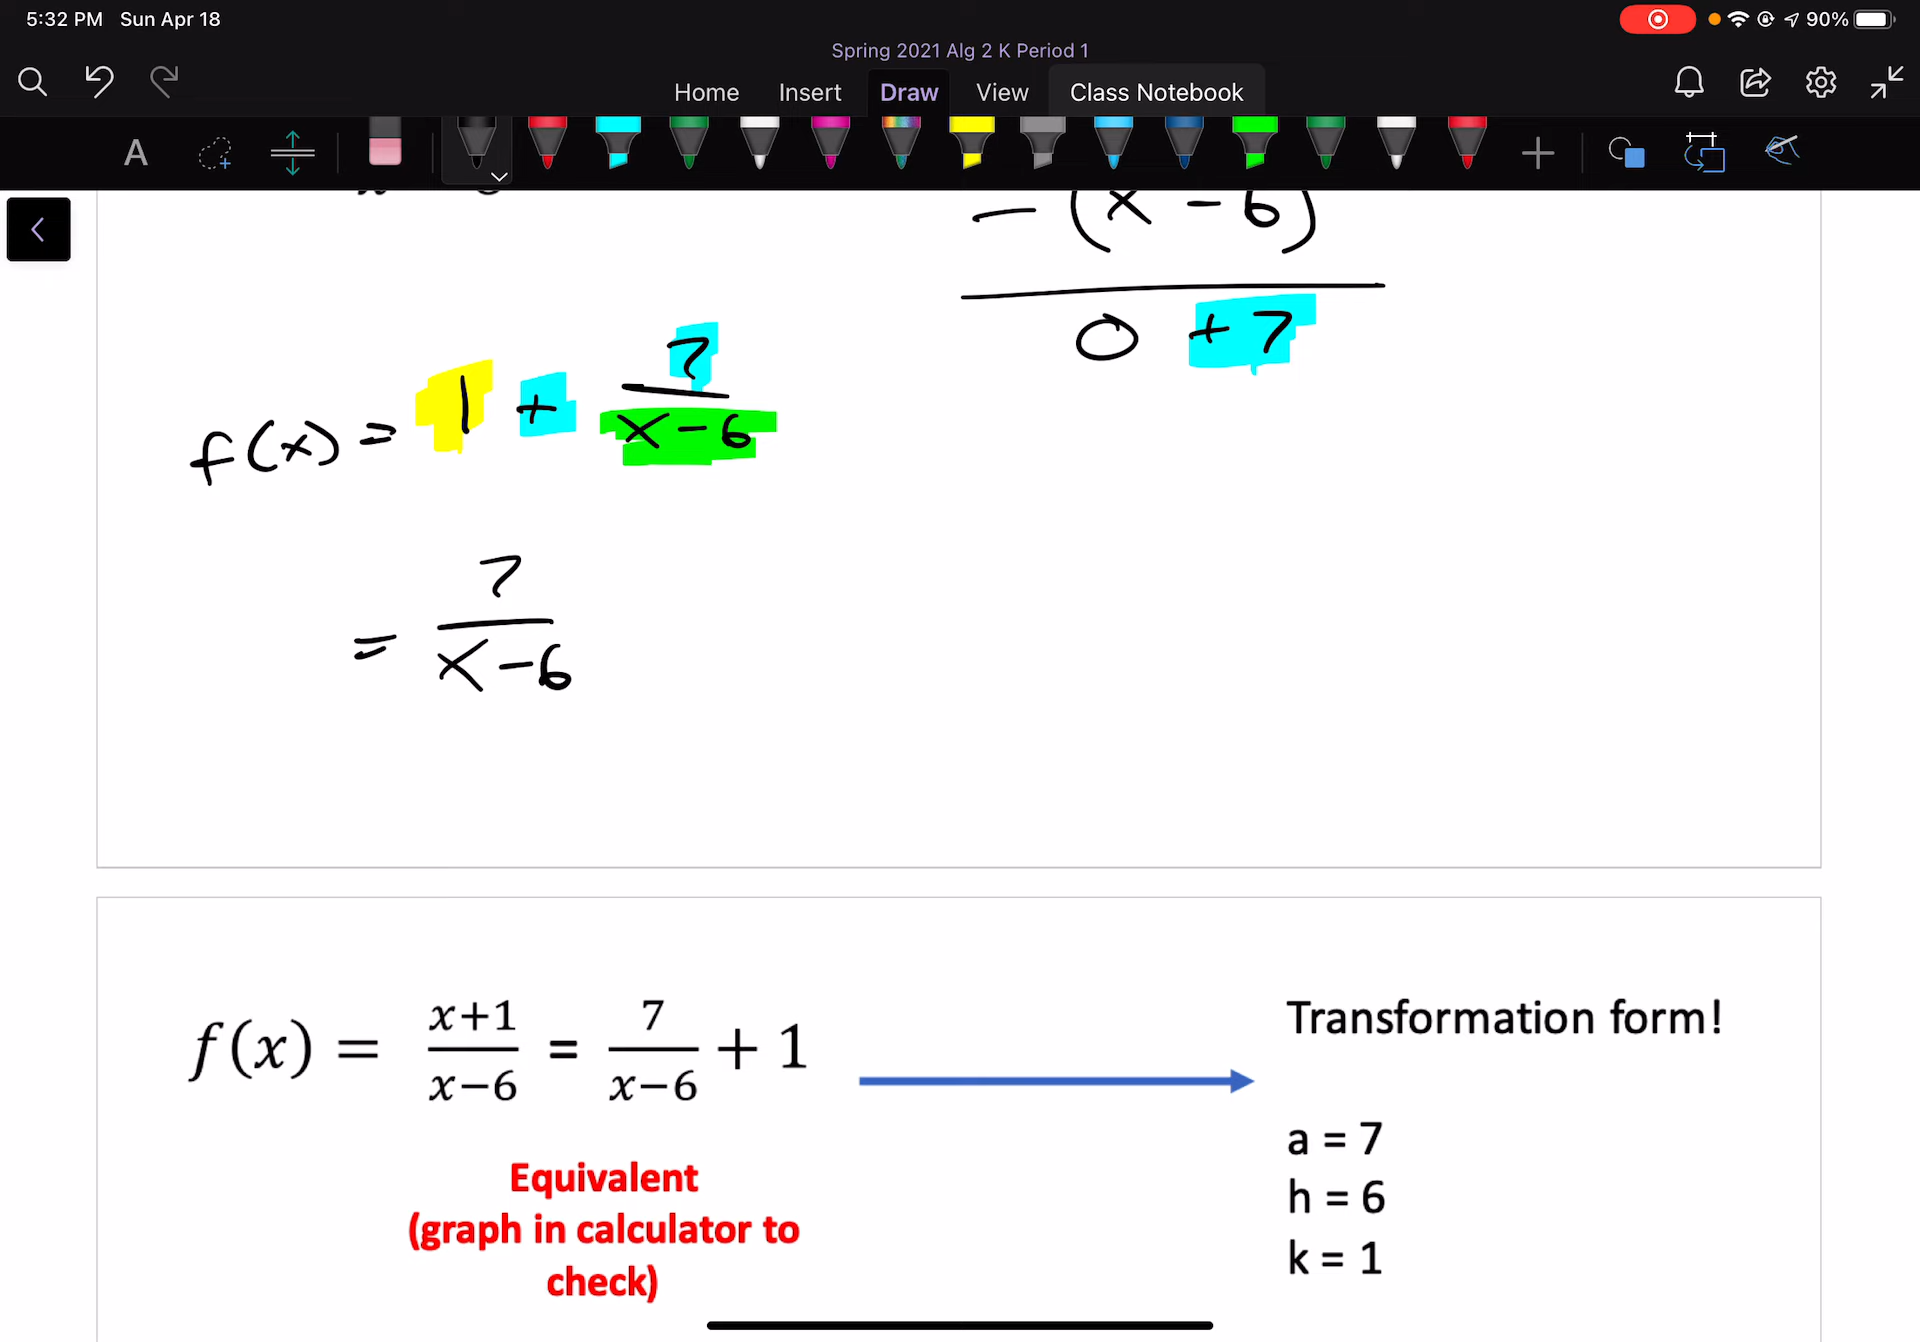 5:32 PM Sun Apr 18
90%
Spring 2021 Alg 2 K Period 1
Home Insert Draw View Class Notebook
A
− (x − 6)
0 + 7
f(x) = 1 + 7/(x − 6)
= 7/(x − 6)
f(x) = (x+1)/(x−6) = 7/(x−6) + 1
Transformation form!
a = 7
h = 6
k = 1
Equivalent
(graph in calculator to
check)